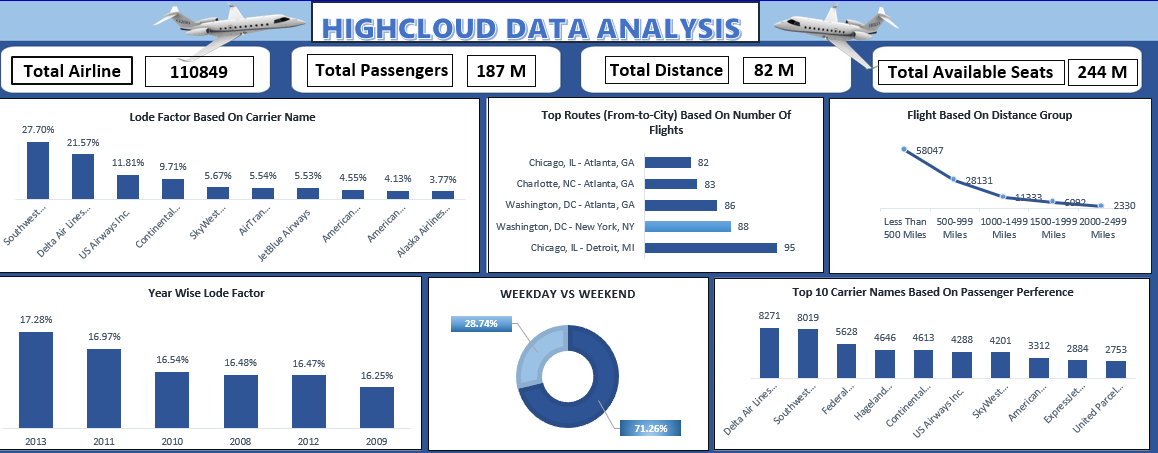 HIGHCLOUD DATA ANALYSIS
Total Airline
110849
Total Passengers
187 M
Total Distance
82 M
Total Available Seats
244 M
Lode Factor Based On Carrier Name
27.70%
21.57%
11.81%
9.71%
5.67%
5.54%
5.53%
4.55%
4.13%
3.77%
Southwest...
Delta Air Lines...
US Airways Inc.
Continental...
SkyWest...
AirTran...
JetBlue Airways
American...
American...
Alaska Airlines...
Top Routes (From-to-City) Based On Number Of
Flights
Chicago, IL - Atlanta, GA
82
Charlotte, NC - Atlanta, GA
83
Washington, DC - Atlanta, GA
86
Washington, DC - New York, NY
88
Chicago, IL - Detroit, MI
95
Flight Based On Distance Group
58047
28131
11333
6982
2330
Less Than
500 Miles
500-999
Miles
1000-1499
Miles
1500-1999
Miles
2000-2499
Miles
Year Wise Lode Factor
17.28%
16.97%
16.54%
16.48%
16.47%
16.25%
2013
2011
2010
2008
2012
2009
WEEKDAY VS WEEKEND
28.74%
71.26%
Top 10 Carrier Names Based On Passenger Perference
8271
8019
5628
4646
4613
4288
4201
3312
2884
2753
Delta Air Lines...
Southwest...
Federal...
Hageland...
Continental...
US Airways Inc.
SkyWest...
American...
ExpressJet...
United Parcel...